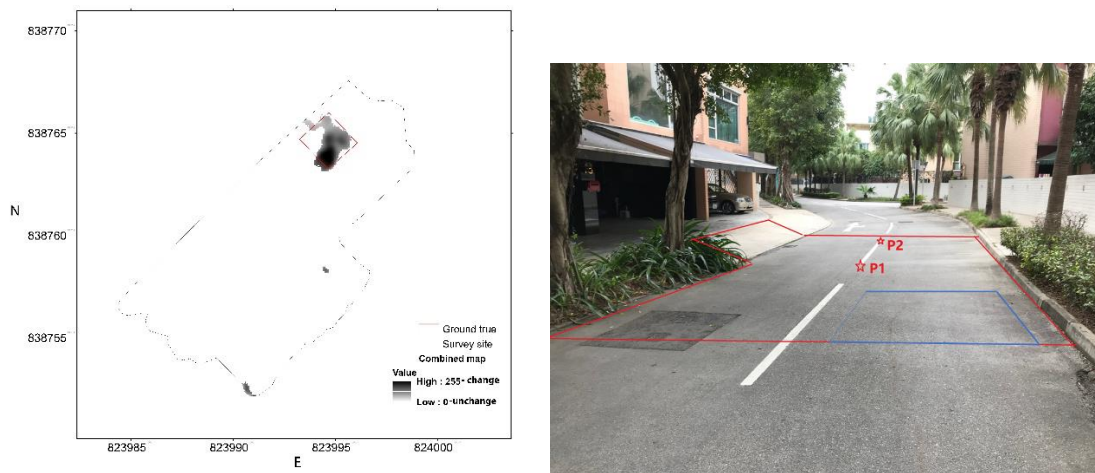 838770
838765
N
838760
838755
Ground true
Survey site
Combined map
Value
High : 255-change
Low : 0-unchange
823985 823990 823995 824000
E
P2
P1